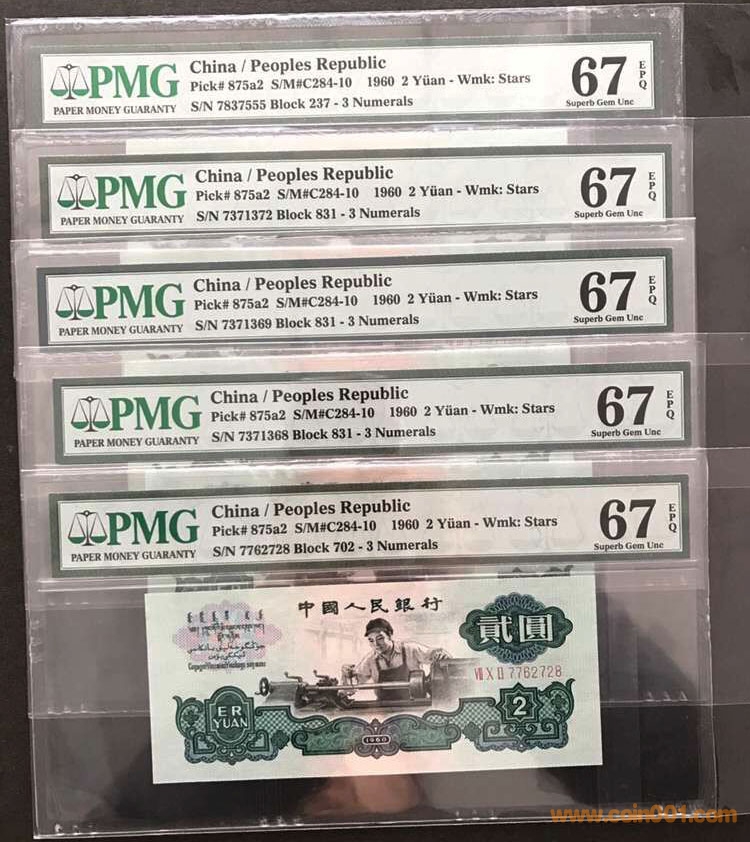 PMG
PAPER MONEY GUARANTY
China / Peoples Republic
Pick# 875a2 S/M#C284-10 1960 2 Yüan - Wmk: Stars
S/N 7837555 Block 237 - 3 Numerals
67
EPQ
Superb Gem Unc
PMG
PAPER MONEY GUARANTY
China / Peoples Republic
Pick# 875a2 S/M#C284-10 1960 2 Yüan - Wmk: Stars
S/N 7371372 Block 831 - 3 Numerals
67
EPQ
Superb Gem Unc
PMG
PAPER MONEY GUARANTY
China / Peoples Republic
Pick# 875a2 S/M#C284-10 1960 2 Yüan - Wmk: Stars
S/N 7371369 Block 831 - 3 Numerals
67
EPQ
Superb Gem Unc
PMG
PAPER MONEY GUARANTY
China / Peoples Republic
Pick# 875a2 S/M#C284-10 1960 2 Yüan - Wmk: Stars
S/N 7371368 Block 831 - 3 Numerals
67
EPQ
Superb Gem Unc
PMG
PAPER MONEY GUARANTY
China / Peoples Republic
Pick# 875a2 S/M#C284-10 1960 2 Yüan - Wmk: Stars
S/N 7762728 Block 702 - 3 Numerals
67
EPQ
Superb Gem Unc
中國人民銀行
貳圓
7762728
ER
YUAN
2
1960
www.coin001.com